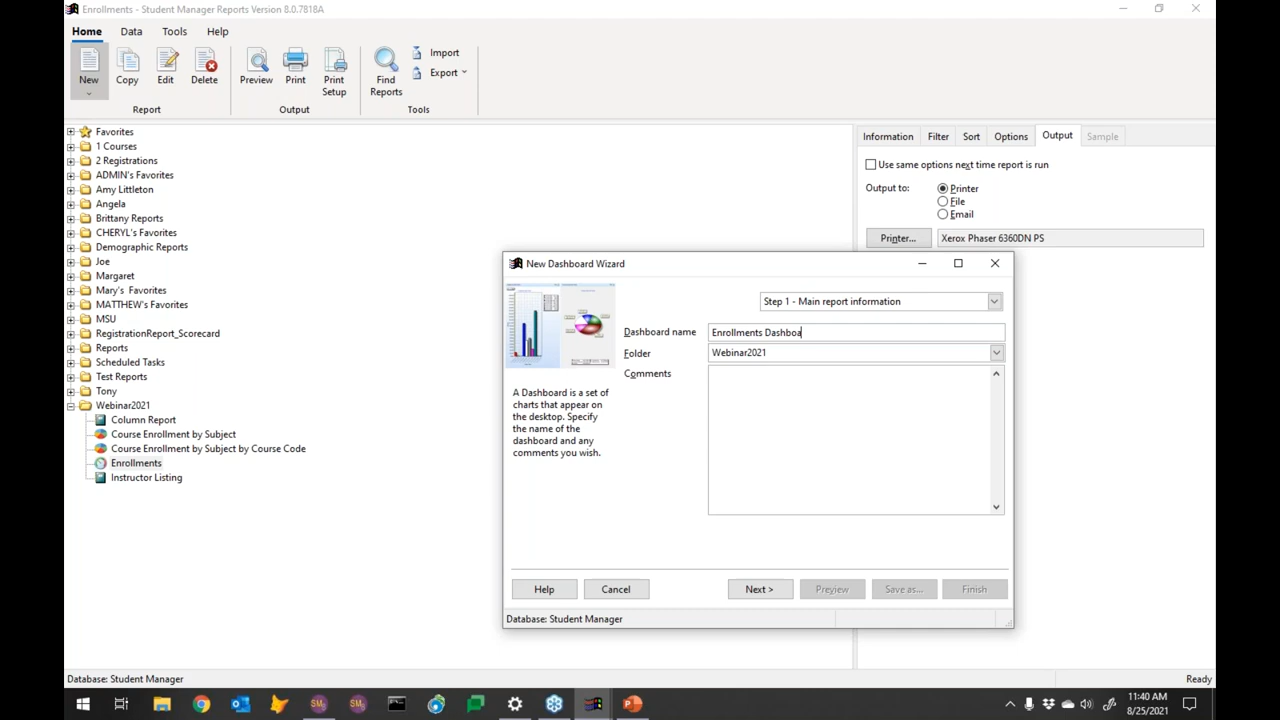 Enrollments - Student Manager Reports Version 8.0.7818A
Home Data Tools Help
New Copy Edit Delete Preview Print Print Setup Find Reports Import Export
Report Output Tools
Favorites
1 Courses
2 Registrations
ADMIN's Favorites
Amy Littleton
Angela
Brittany Reports
CHERYL's Favorites
Demographic Reports
Joe
Margaret
Mary's Favorites
MATTHEW's Favorites
MSU
RegistrationReport_Scorecard
Reports
Scheduled Tasks
Test Reports
Tony
Webinar2021
Column Report
Course Enrollment by Subject
Course Enrollment by Subject by Course Code
Enrollments
Instructor Listing
Information Filter Sort Options Output Sample
Use same options next time report is run
Output to: Printer
File
Email
Printer... Xerox Phaser 6360DN PS
New Dashboard Wizard
Step 1 - Main report information
Dashboard name Enrollments Dashboa
Folder Webinar2021
Comments
A Dashboard is a set
of charts that appear on
the desktop. Specify
the name of the
dashboard and any
comments you wish.
Help Cancel Next > Preview Save as... Finish
Database: Student Manager
Database: Student Manager Ready
11:40 AM
8/25/2021